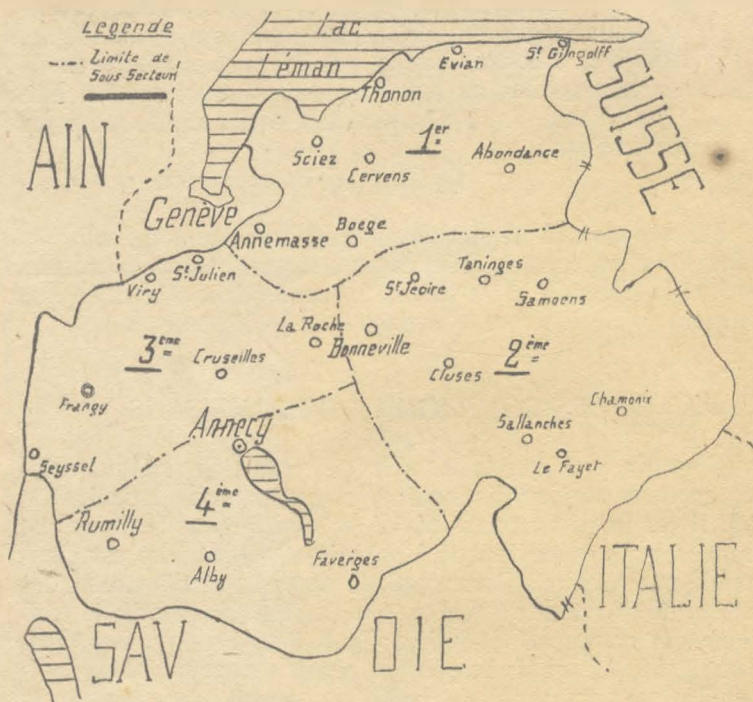 Légende
Limite de
Sous Secteur
Lac
Léman
Evian
St Gingolff
Thonon
SUISSE
AIN
Sciez
1er
Cervens
Abondance
Genève
Annemasse
Boege
St Julien
Viry
St Jeoire
Taninges
Samoens
La Roche
Bonneville
3ème
2ème
Cruseilles
Cluses
Frangy
Chamonix
Annecy
Sallanches
Seyssel
Le Fayet
4ème
Rumilly
Alby
Faverges
ITALIE
SAV OIE